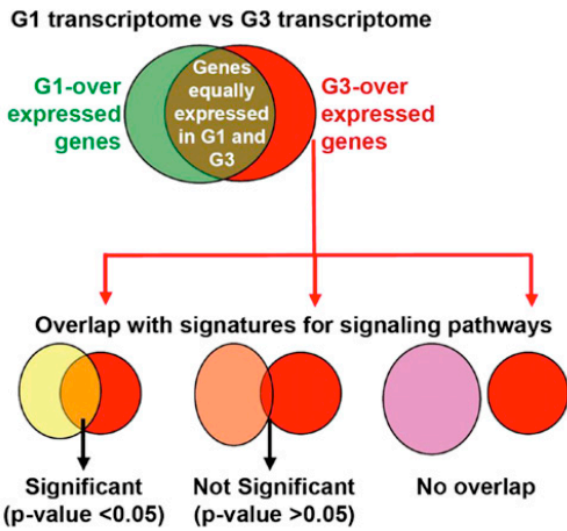 G1 transcriptome vs G3 transcriptome
G1-over
expressed
genes
Genes
equally
expressed
in G1 and
G3
G3-over
expressed
genes
Overlap with signatures for signaling pathways
Significant
(p-value <0.05)
Not Significant
(p-value >0.05)
No overlap